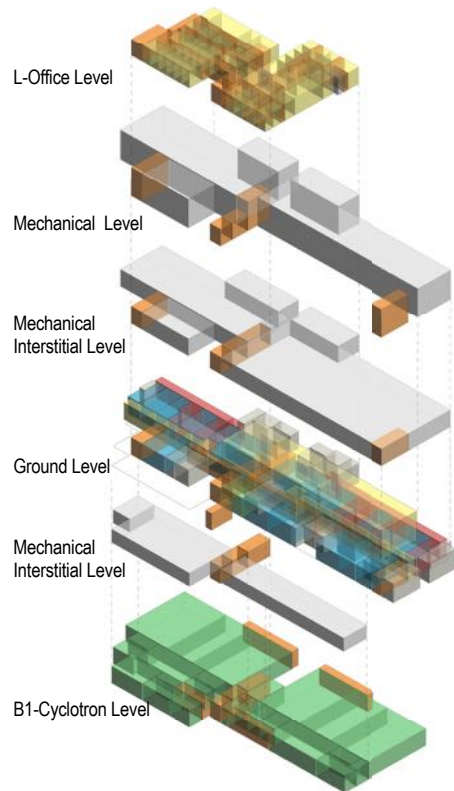 L-Office Level
Mechanical Level
Mechanical
Interstitial Level
Ground Level
Mechanical
Interstitial Level
B1-Cyclotron Level